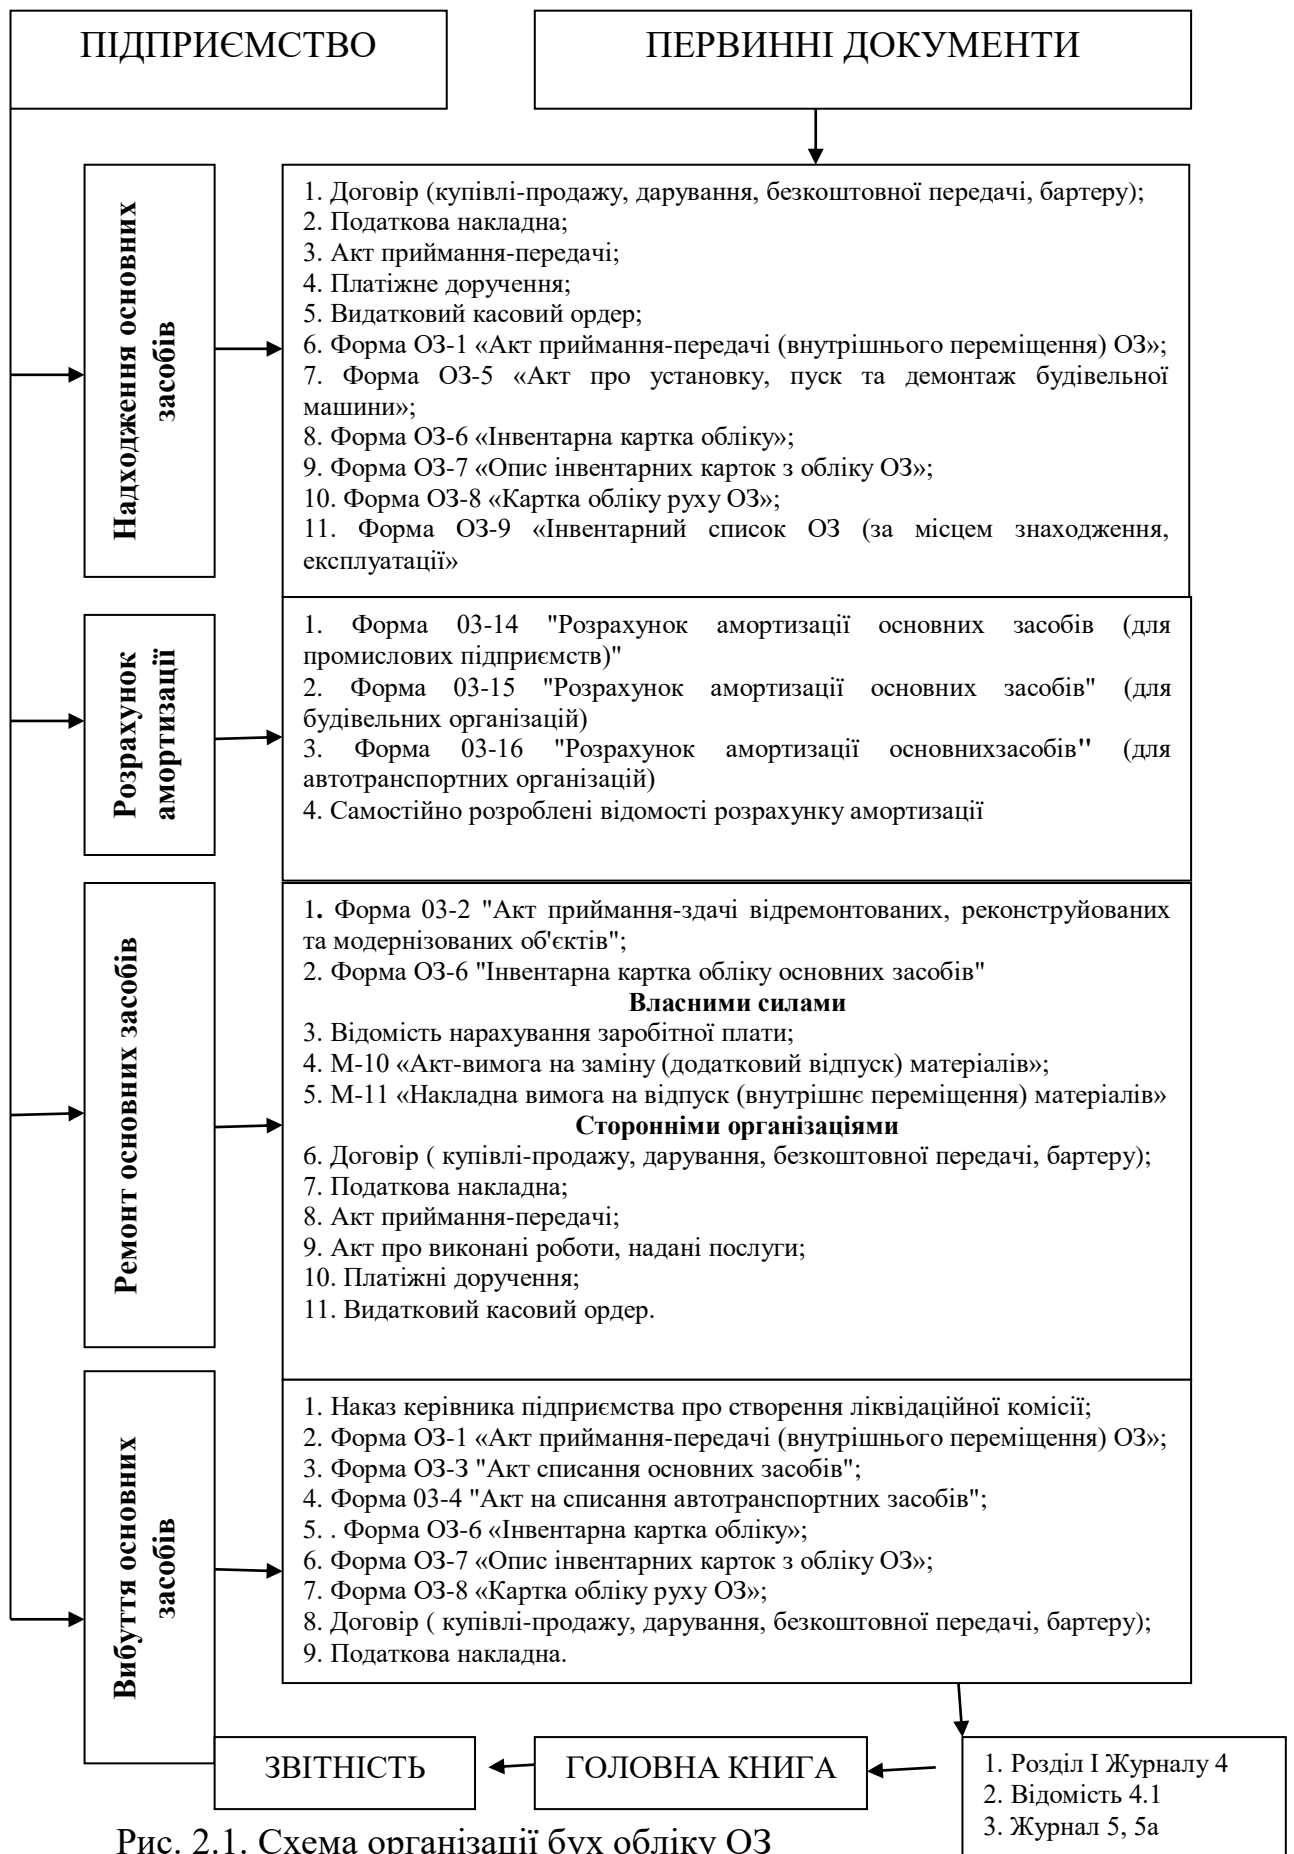 ПІДПРИЄМСТВО
ПЕРВИННІ ДОКУМЕНТИ
Надходження основних
засобів
1. Договір (купівлі-продажу, дарування, безкоштовної передачі, бартеру);
2. Податкова накладна;
3. Акт приймання-передачі;
4. Платіжне доручення;
5. Видатковий касовий ордер;
6. Форма ОЗ-1 «Акт приймання-передачі (внутрішнього переміщення) ОЗ»;
7. Форма ОЗ-5 «Акт про установку, пуск та демонтаж будівельної
машини»;
8. Форма ОЗ-6 «Інвентарна картка обліку»;
9. Форма ОЗ-7 «Опис інвентарних карток з обліку ОЗ»;
10. Форма ОЗ-8 «Картка обліку руху ОЗ»;
11. Форма ОЗ-9 «Інвентарний список ОЗ (за місцем знаходження,
експлуатації»
Розрахунок
амортизації
1. Форма 03-14 "Розрахунок амортизації основних засобів (для
промислових підприємств)"
2. Форма 03-15 "Розрахунок амортизації основних засобів" (для
будівельних організацій)
3. Форма 03-16 "Розрахунок амортизації основнихзасобів" (для
автотранспортних організацій)
4. Самостійно розроблені відомості розрахунку амортизації
Ремонт основних засобів
1. Форма 03-2 "Акт приймання-здачі відремонтованих, реконструйованих
та модернізованих об'єктів";
2. Форма ОЗ-6 "Інвентарна картка обліку основних засобів"
Власними силами
3. Відомість нарахування заробітної плати;
4. М-10 «Акт-вимога на заміну (додатковий відпуск) матеріалів»;
5. М-11 «Накладна вимога на відпуск (внутрішнє переміщення) матеріалів»
Сторонніми організаціями
6. Договір ( купівлі-продажу, дарування, безкоштовної передачі, бартеру);
7. Податкова накладна;
8. Акт приймання-передачі;
9. Акт про виконані роботи, надані послуги;
10. Платіжні доручення;
11. Видатковий касовий ордер.
Вибуття основних
засобів
1. Наказ керівника підприємства про створення ліквідаційної комісії;
2. Форма ОЗ-1 «Акт приймання-передачі (внутрішнього переміщення) ОЗ»;
3. Форма ОЗ-З "Акт списання основних засобів";
4. Форма 03-4 "Акт на списання автотранспортних засобів";
5. . Форма ОЗ-6 «Інвентарна картка обліку»;
6. Форма ОЗ-7 «Опис інвентарних карток з обліку ОЗ»;
7. Форма ОЗ-8 «Картка обліку руху ОЗ»;
8. Договір ( купівлі-продажу, дарування, безкоштовної передачі, бартеру);
9. Податкова накладна.
ЗВІТНІСТЬ
ГОЛОВНА КНИГА
1. Розділ І Журналу 4
2. Відомість 4.1
3. Журнал 5, 5а
Рис. 2.1. Схема організації бух обліку ОЗ